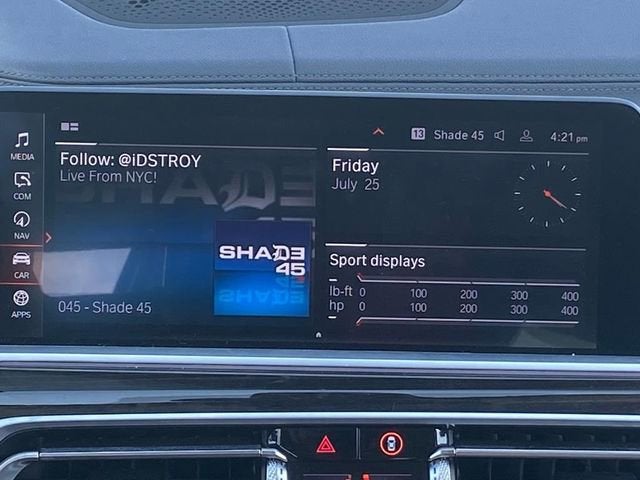 13 Shade 45 4:21 pm
MEDIA
COM
NAV
CAR
APPS
Follow: @iDSTROY
Live From NYC!
SHADE
45
SHADE
45
045 - Shade 45
Friday
July 25
Sport displays
lb-ft 0 100 200 300 400
hp 0 100 200 300 400